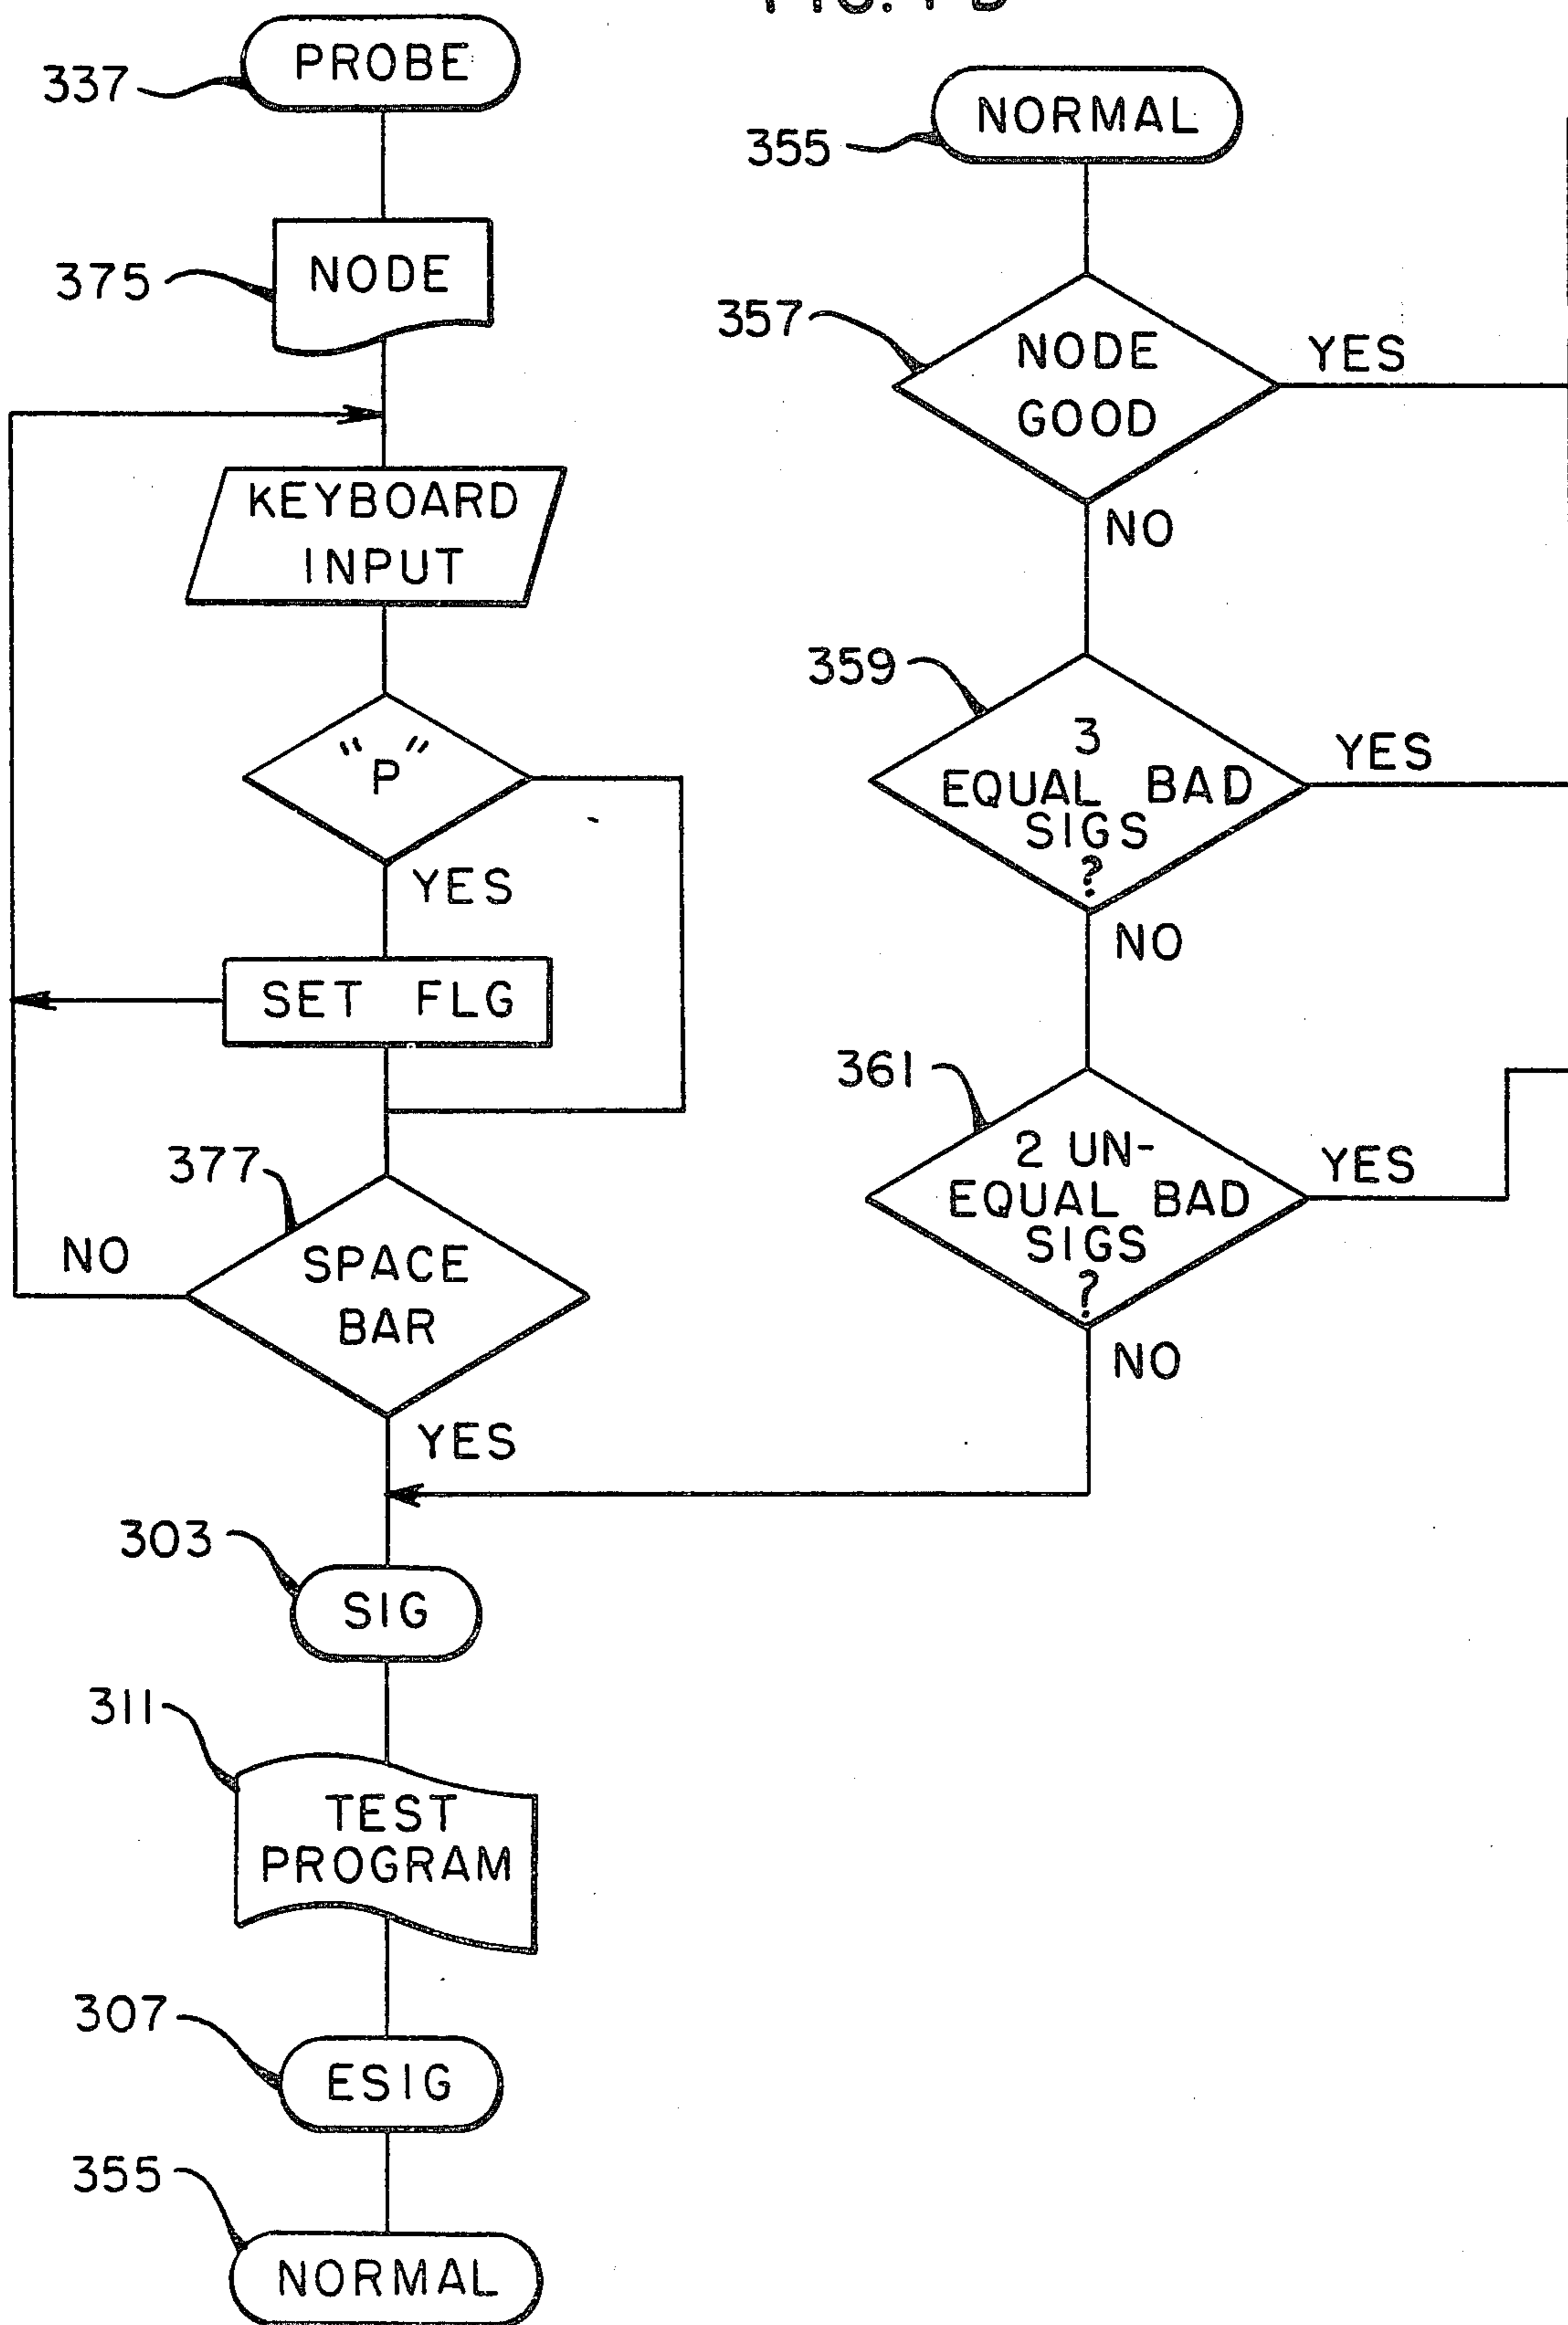 PROBE
337
NODE
375
KEYBOARD
INPUT
"P"
YES
SET FLG
377
SPACE
BAR
NO
YES
303
SIG
311
TEST
PROGRAM
307
ESIG
355
NORMAL
NORMAL
355
357
NODE
GOOD
YES
NO
359
3
EQUAL BAD
SIGS
?
YES
NO
361
2 UN-
EQUAL BAD
SIGS
?
YES
NO